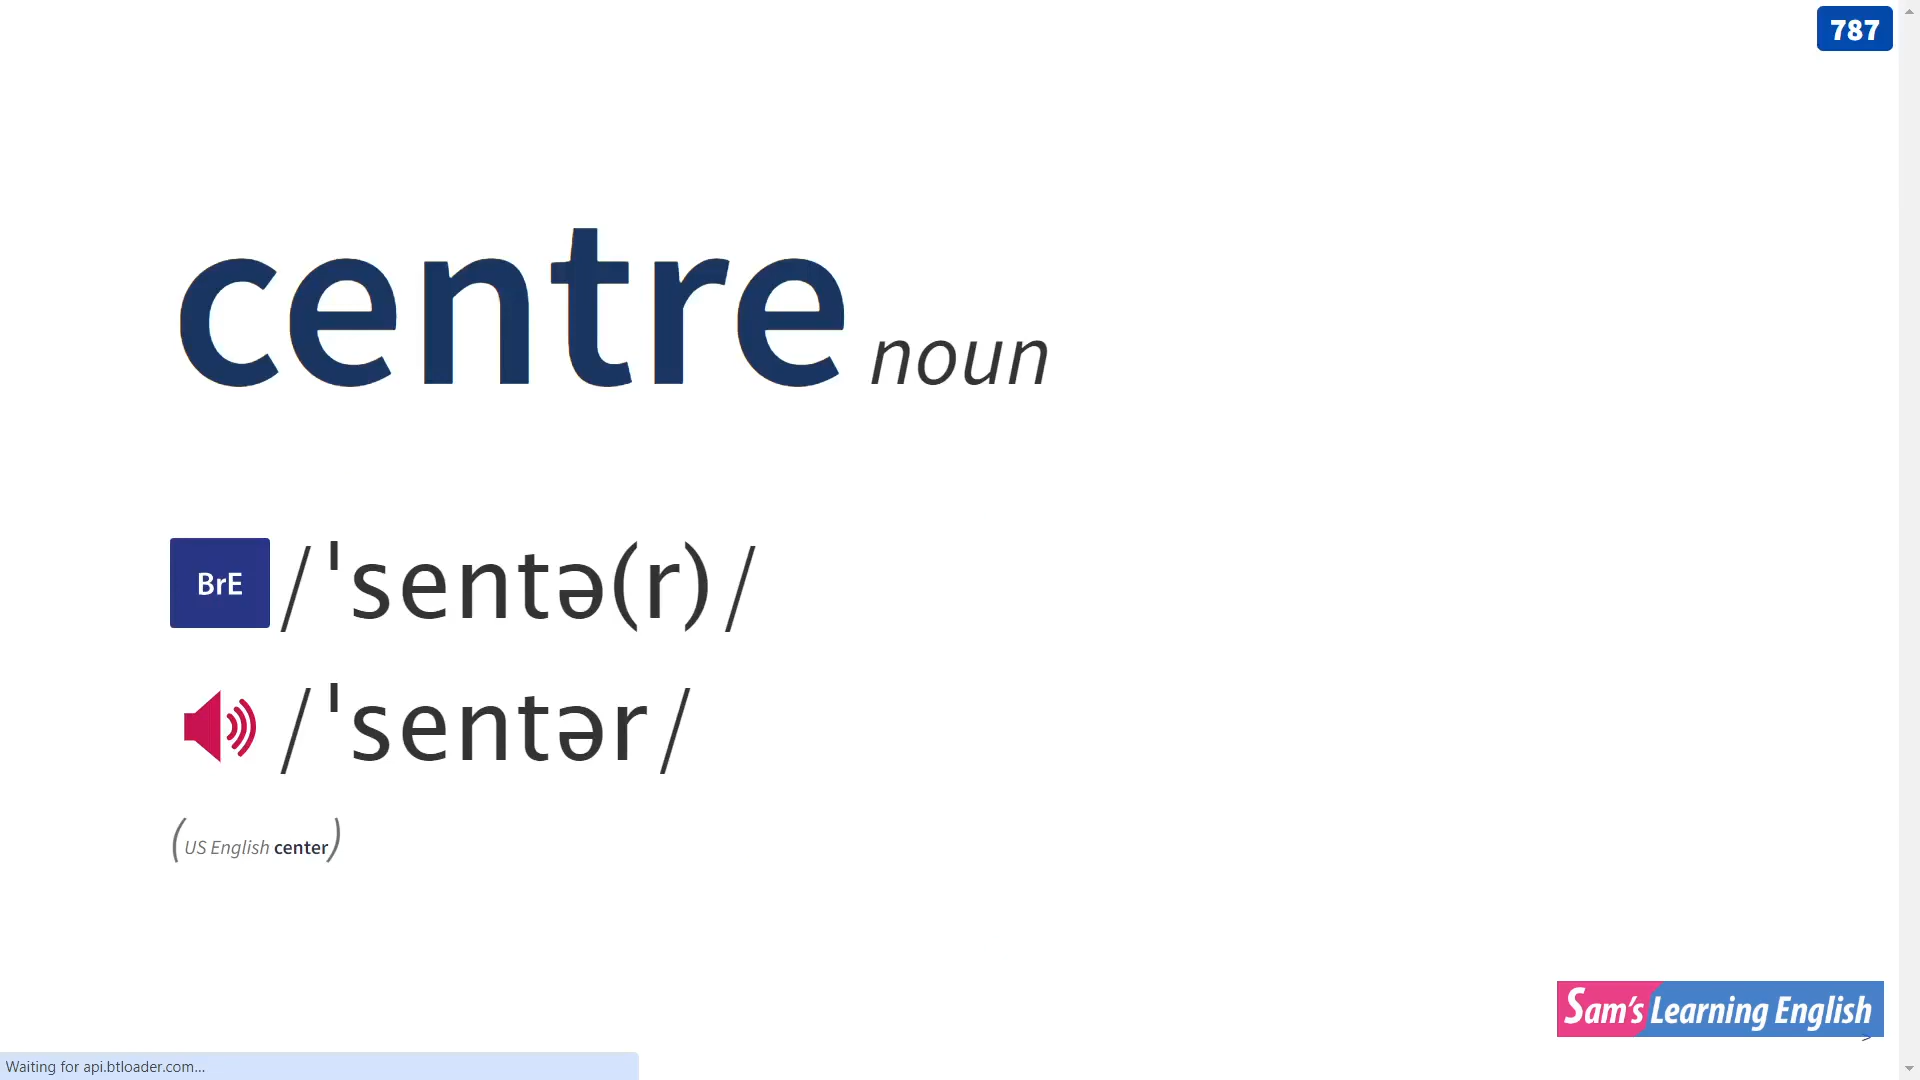 787
centre noun
BrE /ˈsentə(r)/
/ˈsentər/
(US English center)
Sam's Learning English
>
Waiting for api.btloader.com...